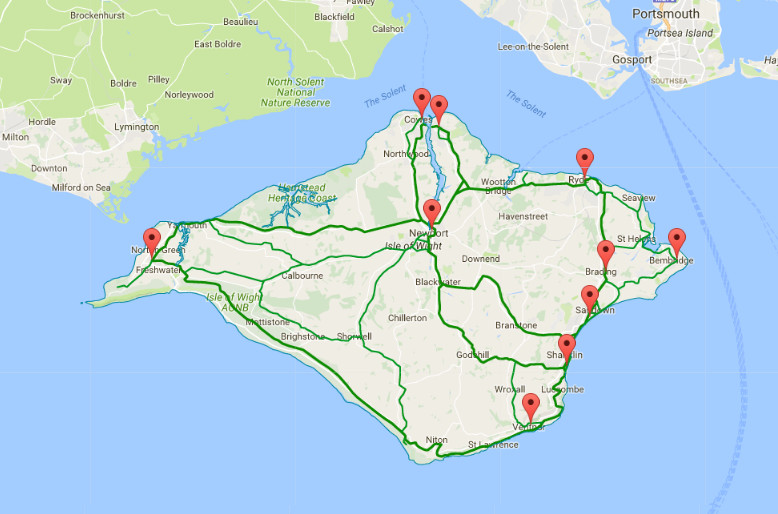 Brockenhurst
Beaulieu
Fawley
Blackfield
Calshot
Portsmouth
Portsea Island
Lee-on-the-Solent
Gosport
East Boldre
SOUTHSEA
Sway
Boldre
Pilley
Norleywood
North Solent
National
Nature Reserve
The Solent
The Solent
Hordle
Lymington
Milton
Downton
Milford on Sea
Cowes
Northwood
Wootton
Bridge
Ryde
Hamstead
Heritage Coast
Seaview
Havenstreet
Yarmouth
Newport
Isle of Wight
St Helens
Norton Green
Freshwater
Downend
Bembridge
Brading
Calbourne
Blackwater
Isle of Wight
AONB
Mottistone
Chillerton
Sandown
Branstone
Brighstone
Shorwell
Godshill
Shanklin
Wroxall
Luccombe
Ventnor
Niton
St Lawrence